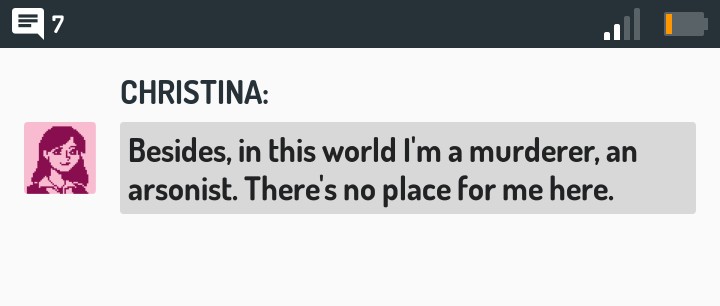 7
CHRISTINA:
Besides, in this world I'm a murderer, an
arsonist. There's no place for me here.